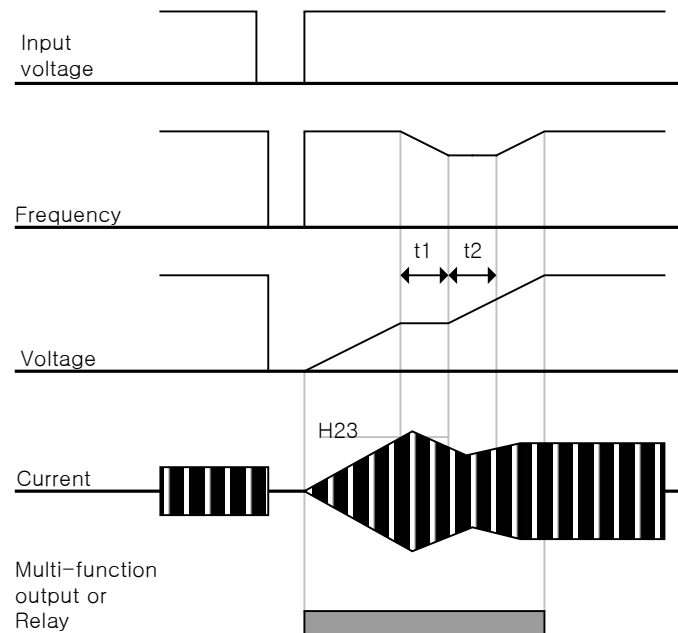 Input
voltage
Frequency
t1 t2
Voltage
H23
Current
Multi-function
output or
Relay